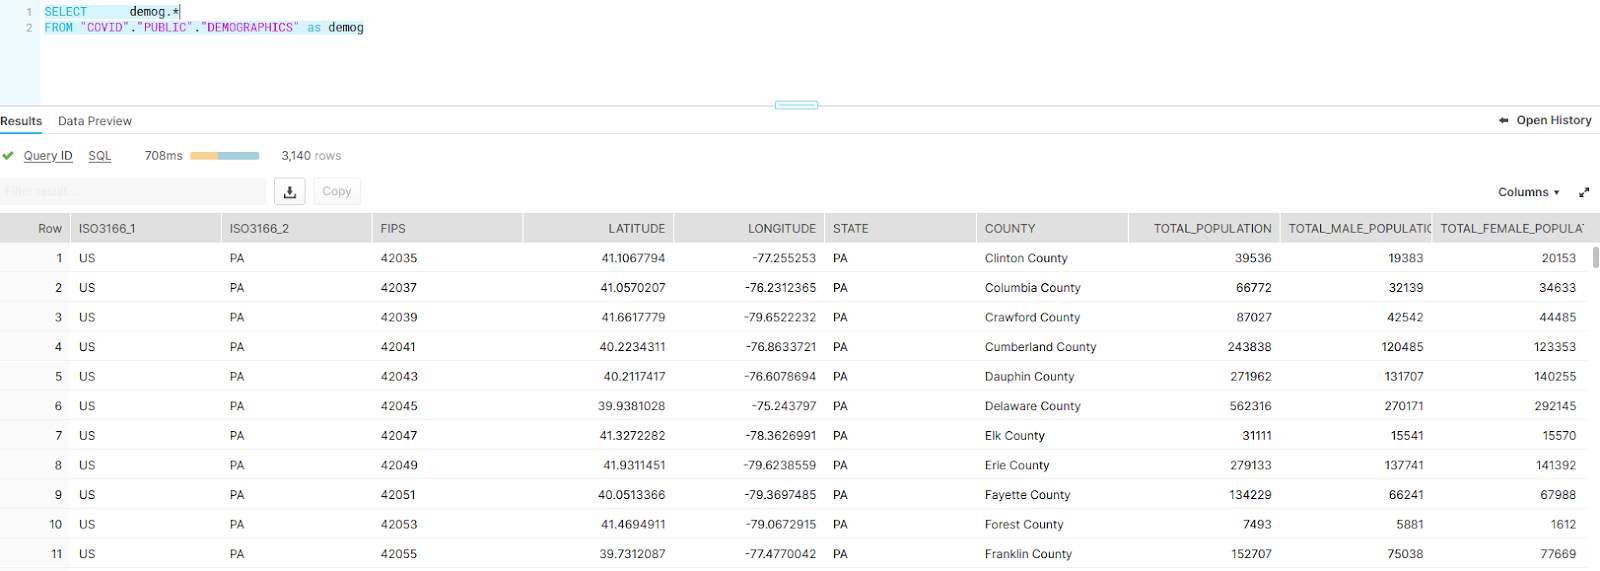 1 SELECT demog.*
2 FROM "COVID"."PUBLIC"."DEMOGRAPHICS" as demog
Results Data Preview Open History
Query ID SQL 708ms 3,140 rows
Filter result... Copy Columns
Row ISO3166_1 ISO3166_2 FIPS LATITUDE LONGITUDE STATE COUNTY TOTAL_POPULATION TOTAL_MALE_POPULATIO TOTAL_FEMALE_POPULAT
1 US PA 42035 41.1067794 -77.255253 PA Clinton County 39536 19383 20153
2 US PA 42037 41.0570207 -76.2312365 PA Columbia County 66772 32139 34633
3 US PA 42039 41.6617779 -79.6522232 PA Crawford County 87027 42542 44485
4 US PA 42041 40.2234311 -76.8633721 PA Cumberland County 243838 120485 123353
5 US PA 42043 40.2117417 -76.6078694 PA Dauphin County 271962 131707 140255
6 US PA 42045 39.9381028 -75.243797 PA Delaware County 562316 270171 292145
7 US PA 42047 41.3272282 -78.3626991 PA Elk County 31111 15541 15570
8 US PA 42049 41.9311451 -79.6238559 PA Erie County 279133 137741 141392
9 US PA 42051 40.0513366 -79.3697485 PA Fayette County 134229 66241 67988
10 US PA 42053 41.4694911 -79.0672915 PA Forest County 7493 5881 1612
11 US PA 42055 39.7312087 -77.4770042 PA Franklin County 152707 75038 77669